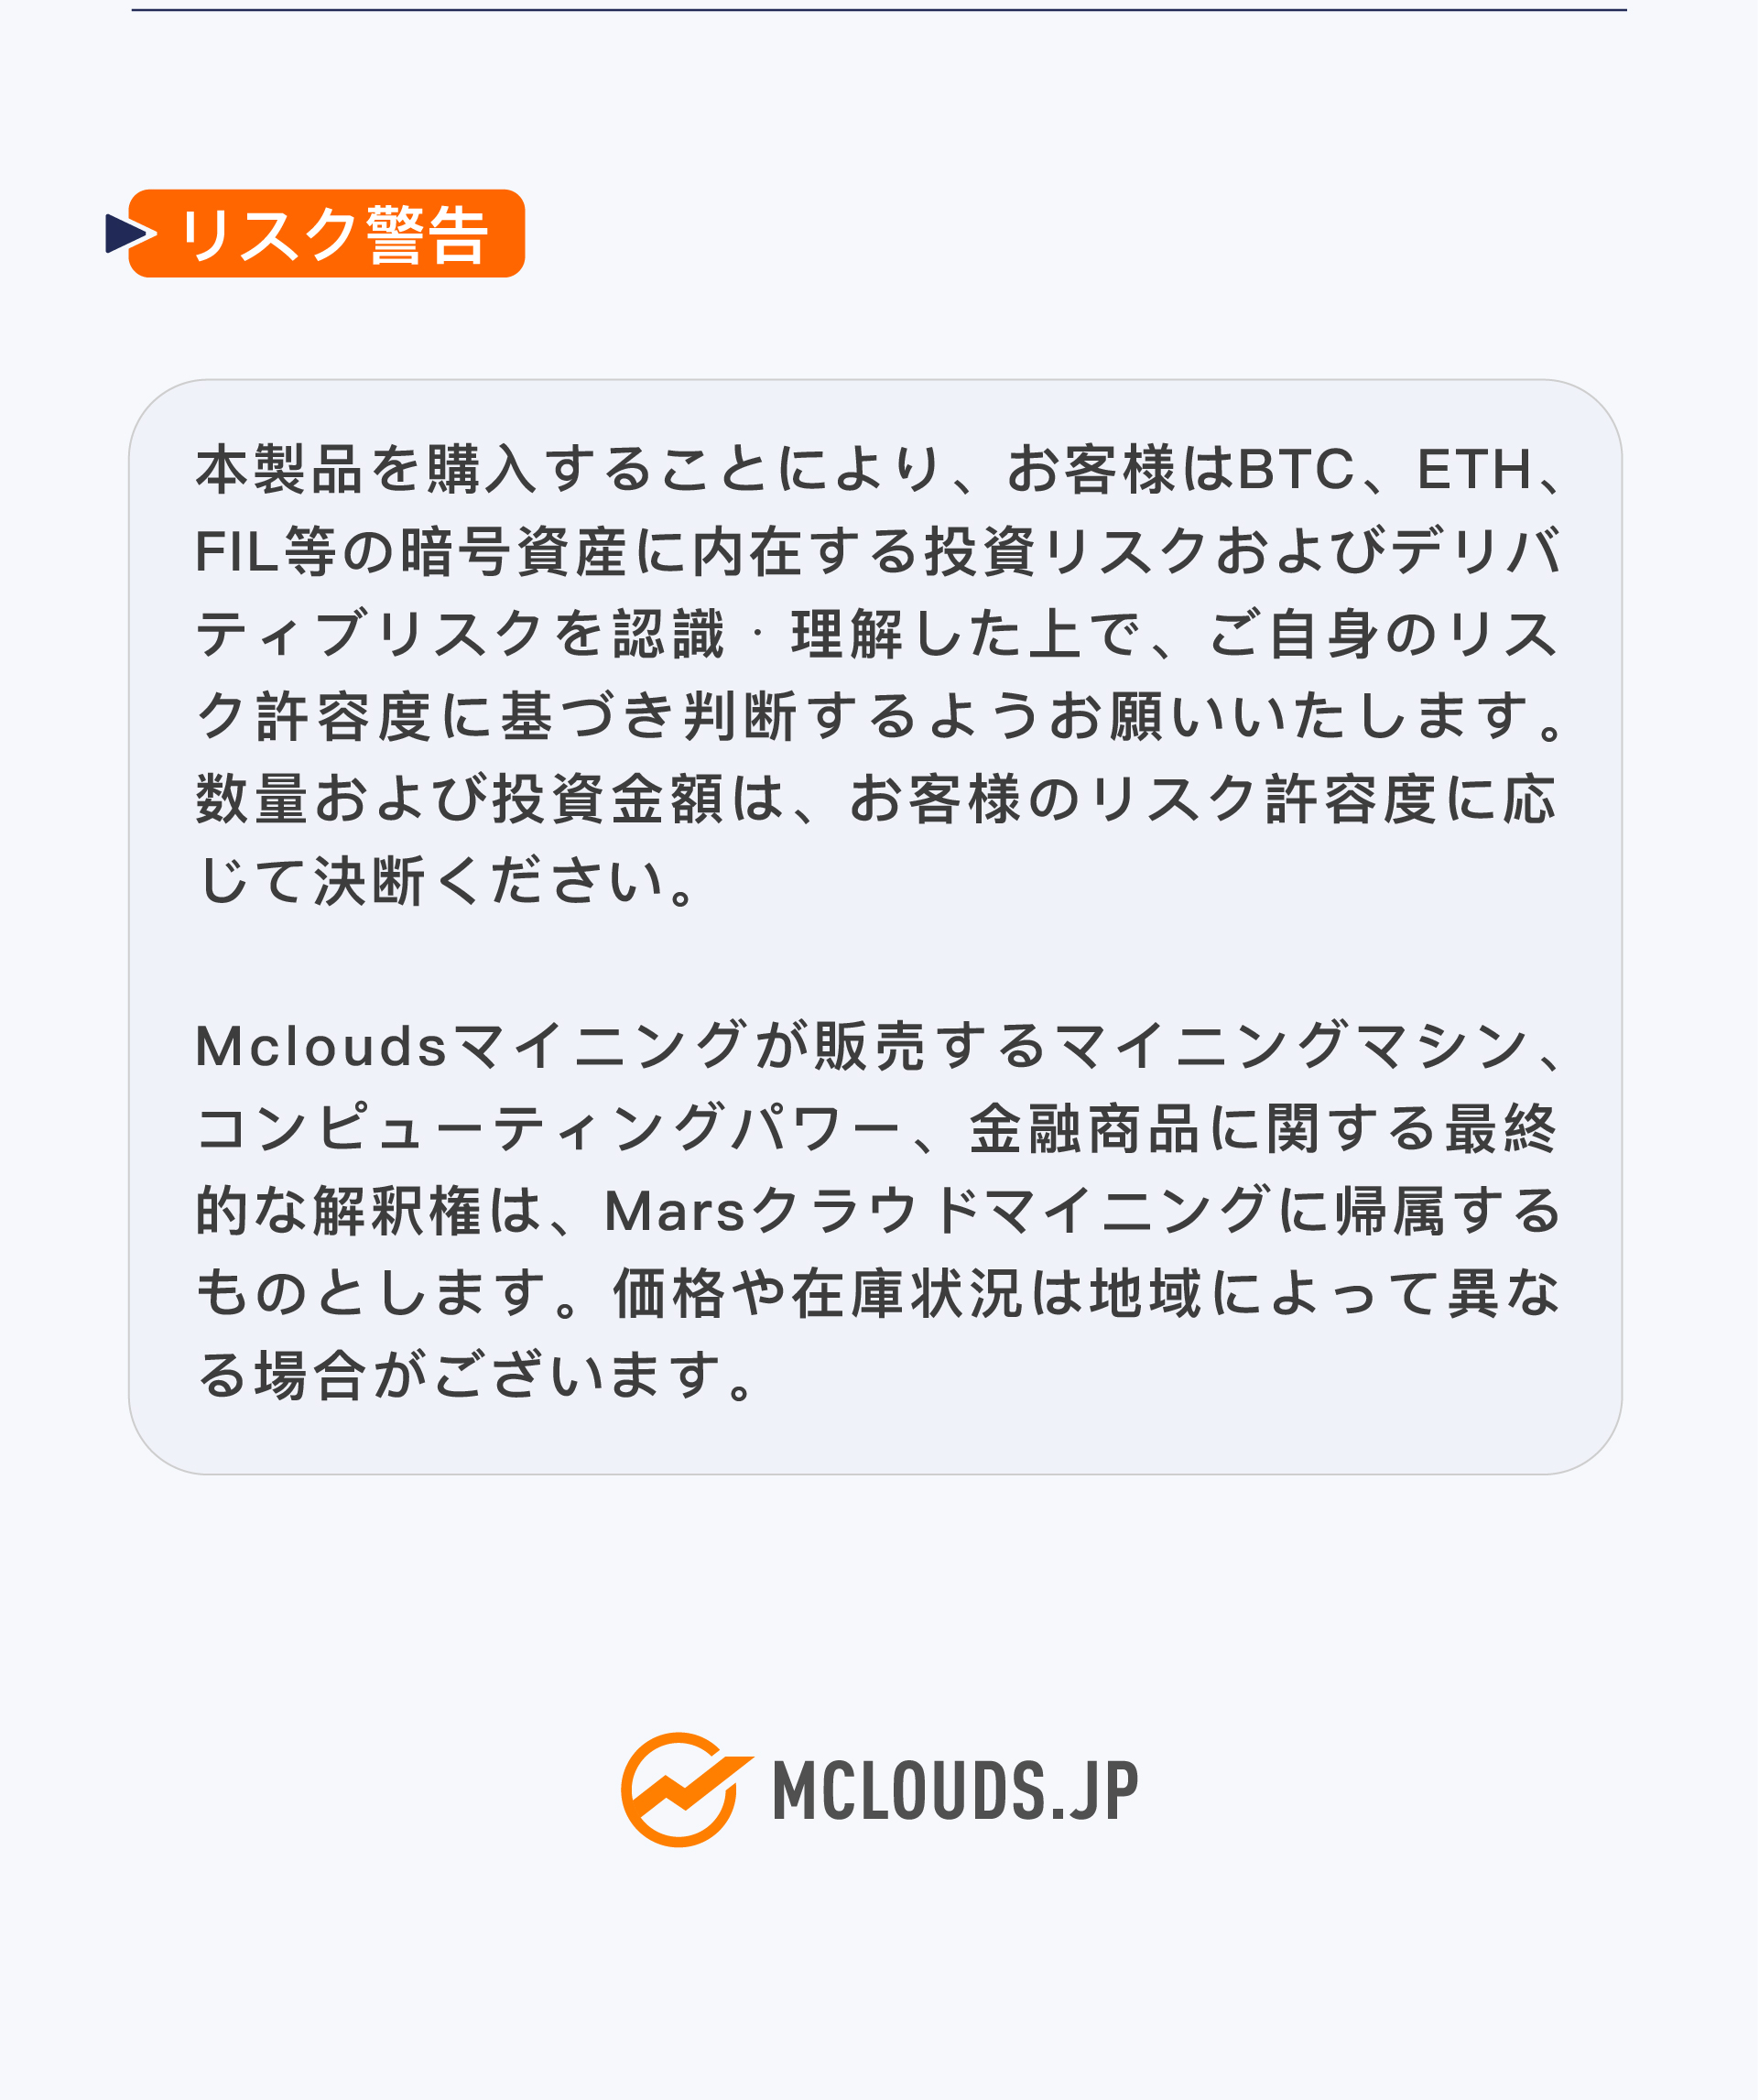 リスク警告
本製品を購入することにより、お客様はBTC、ETH、
FIL等の暗号資産に内在する投資リスクおよびデリバ
ティブリスクを認識・理解した上で、ご自身のリス
ク許容度に基づき判断するようお願いいたします。
数量および投資金額は、お客様のリスク許容度に応
じて決断ください。
Mcloudsマイニングが販売するマイニングマシン、
コンピューティングパワー、金融商品に関する最終
的な解釈権は、Marsクラウドマイニングに帰属する
ものとします。価格や在庫状況は地域によって異な
る場合がございます。
MCLOUDS.JP